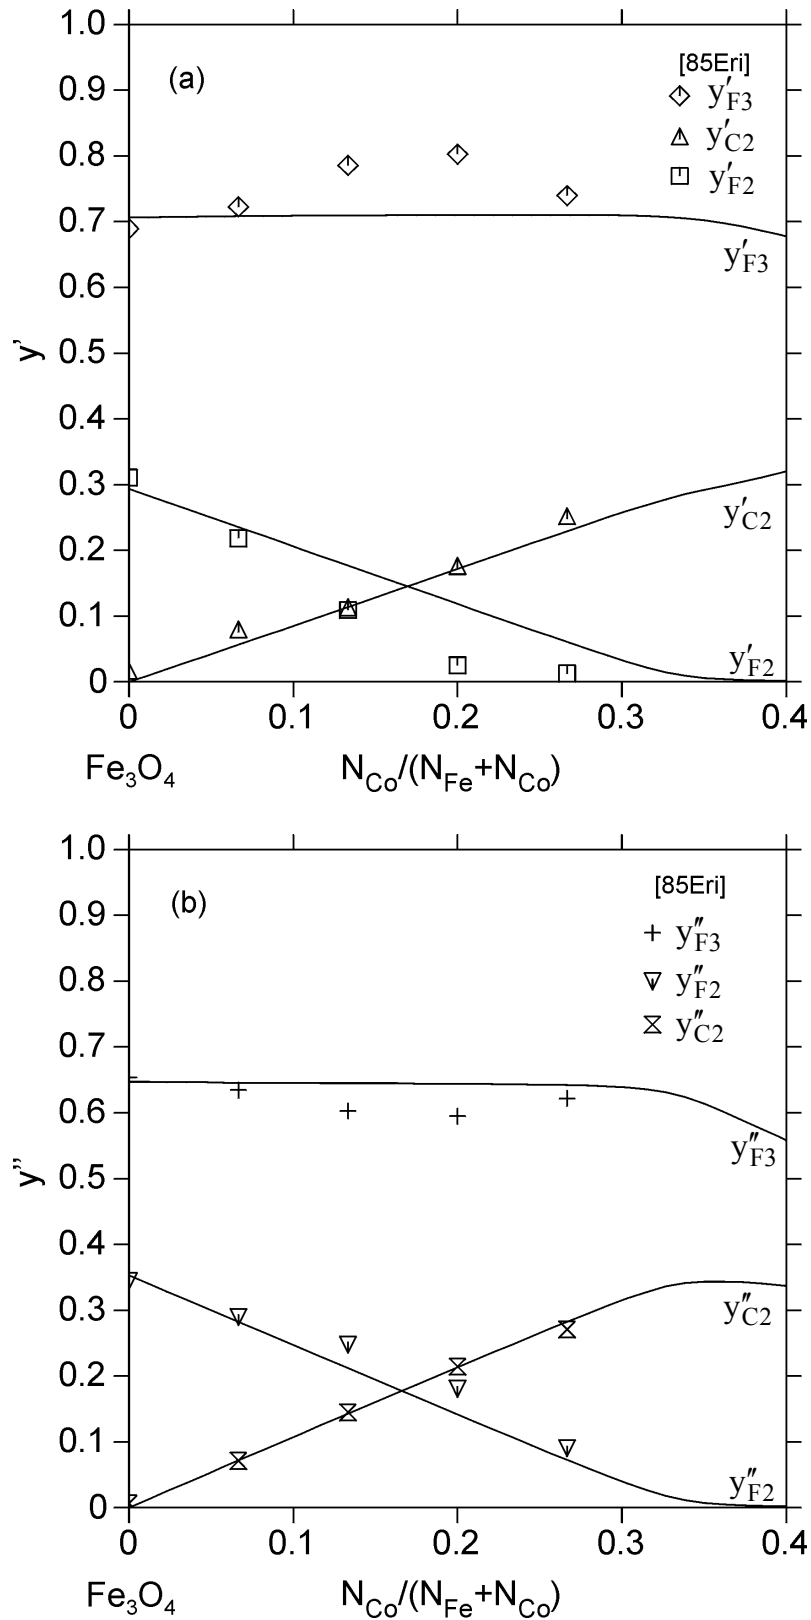 1.0
(a)
[85Eri]
0.9
y′F3
0.8
y′C2
y′F2
0.7
y′F3
0.6
y'
0.5
0.4
0.3
y′C2
0.2
0.1
y′F2
0
0 0.1 0.2 0.3 0.4
Fe3O4 NCo/(NFe+NCo)
1.0
(b)
[85Eri]
0.9
y″F3
0.8
y″F2
y″C2
0.7
0.6
y″F3
y”
0.5
0.4
0.3
y″C2
0.2
0.1
y″F2
0
0 0.1 0.2 0.3 0.4
Fe3O4 NCo/(NFe+NCo)